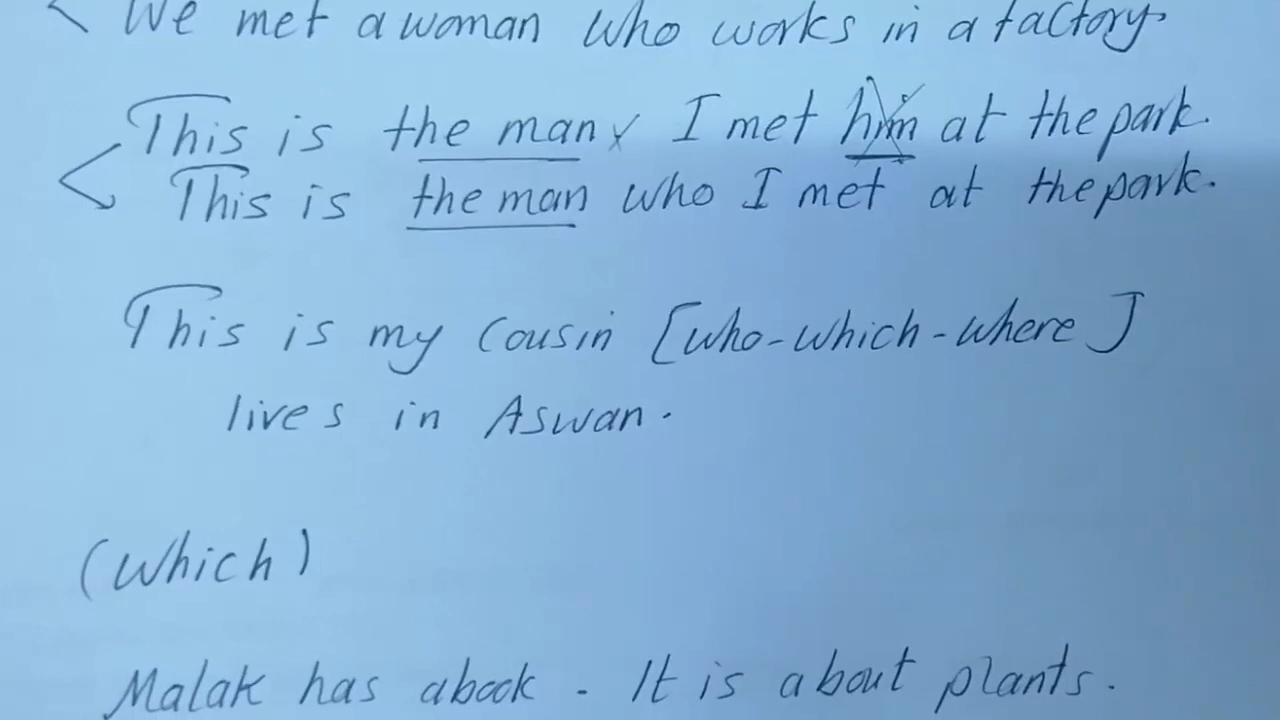 We met a woman who works in a factory.
This is the man x I met him at the park.
This is the man who I met at the park.
This is my cousin [who-which-where]
lives in Aswan.
(Which)
Malak has abook. It is about plants.